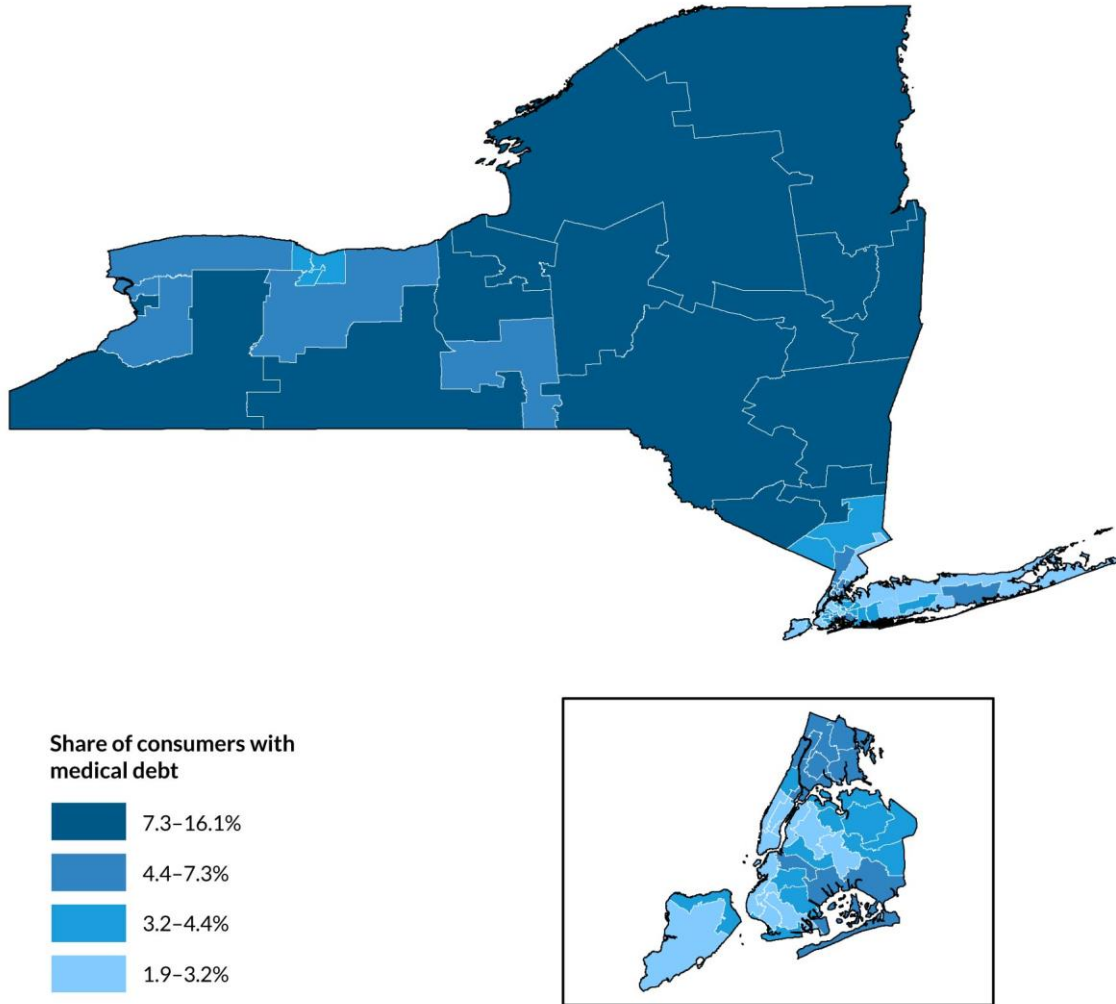 Share of consumers with
medical debt
7.3–16.1%
4.4–7.3%
3.2–4.4%
1.9–3.2%